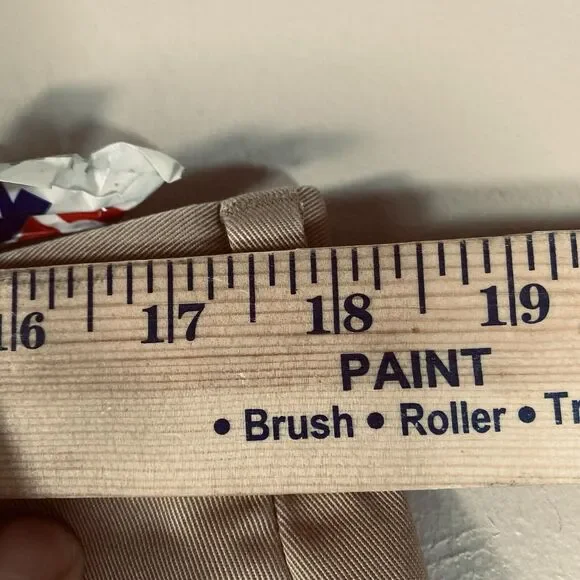 16 17 18 19
PAINT
• Brush • Roller • Tr